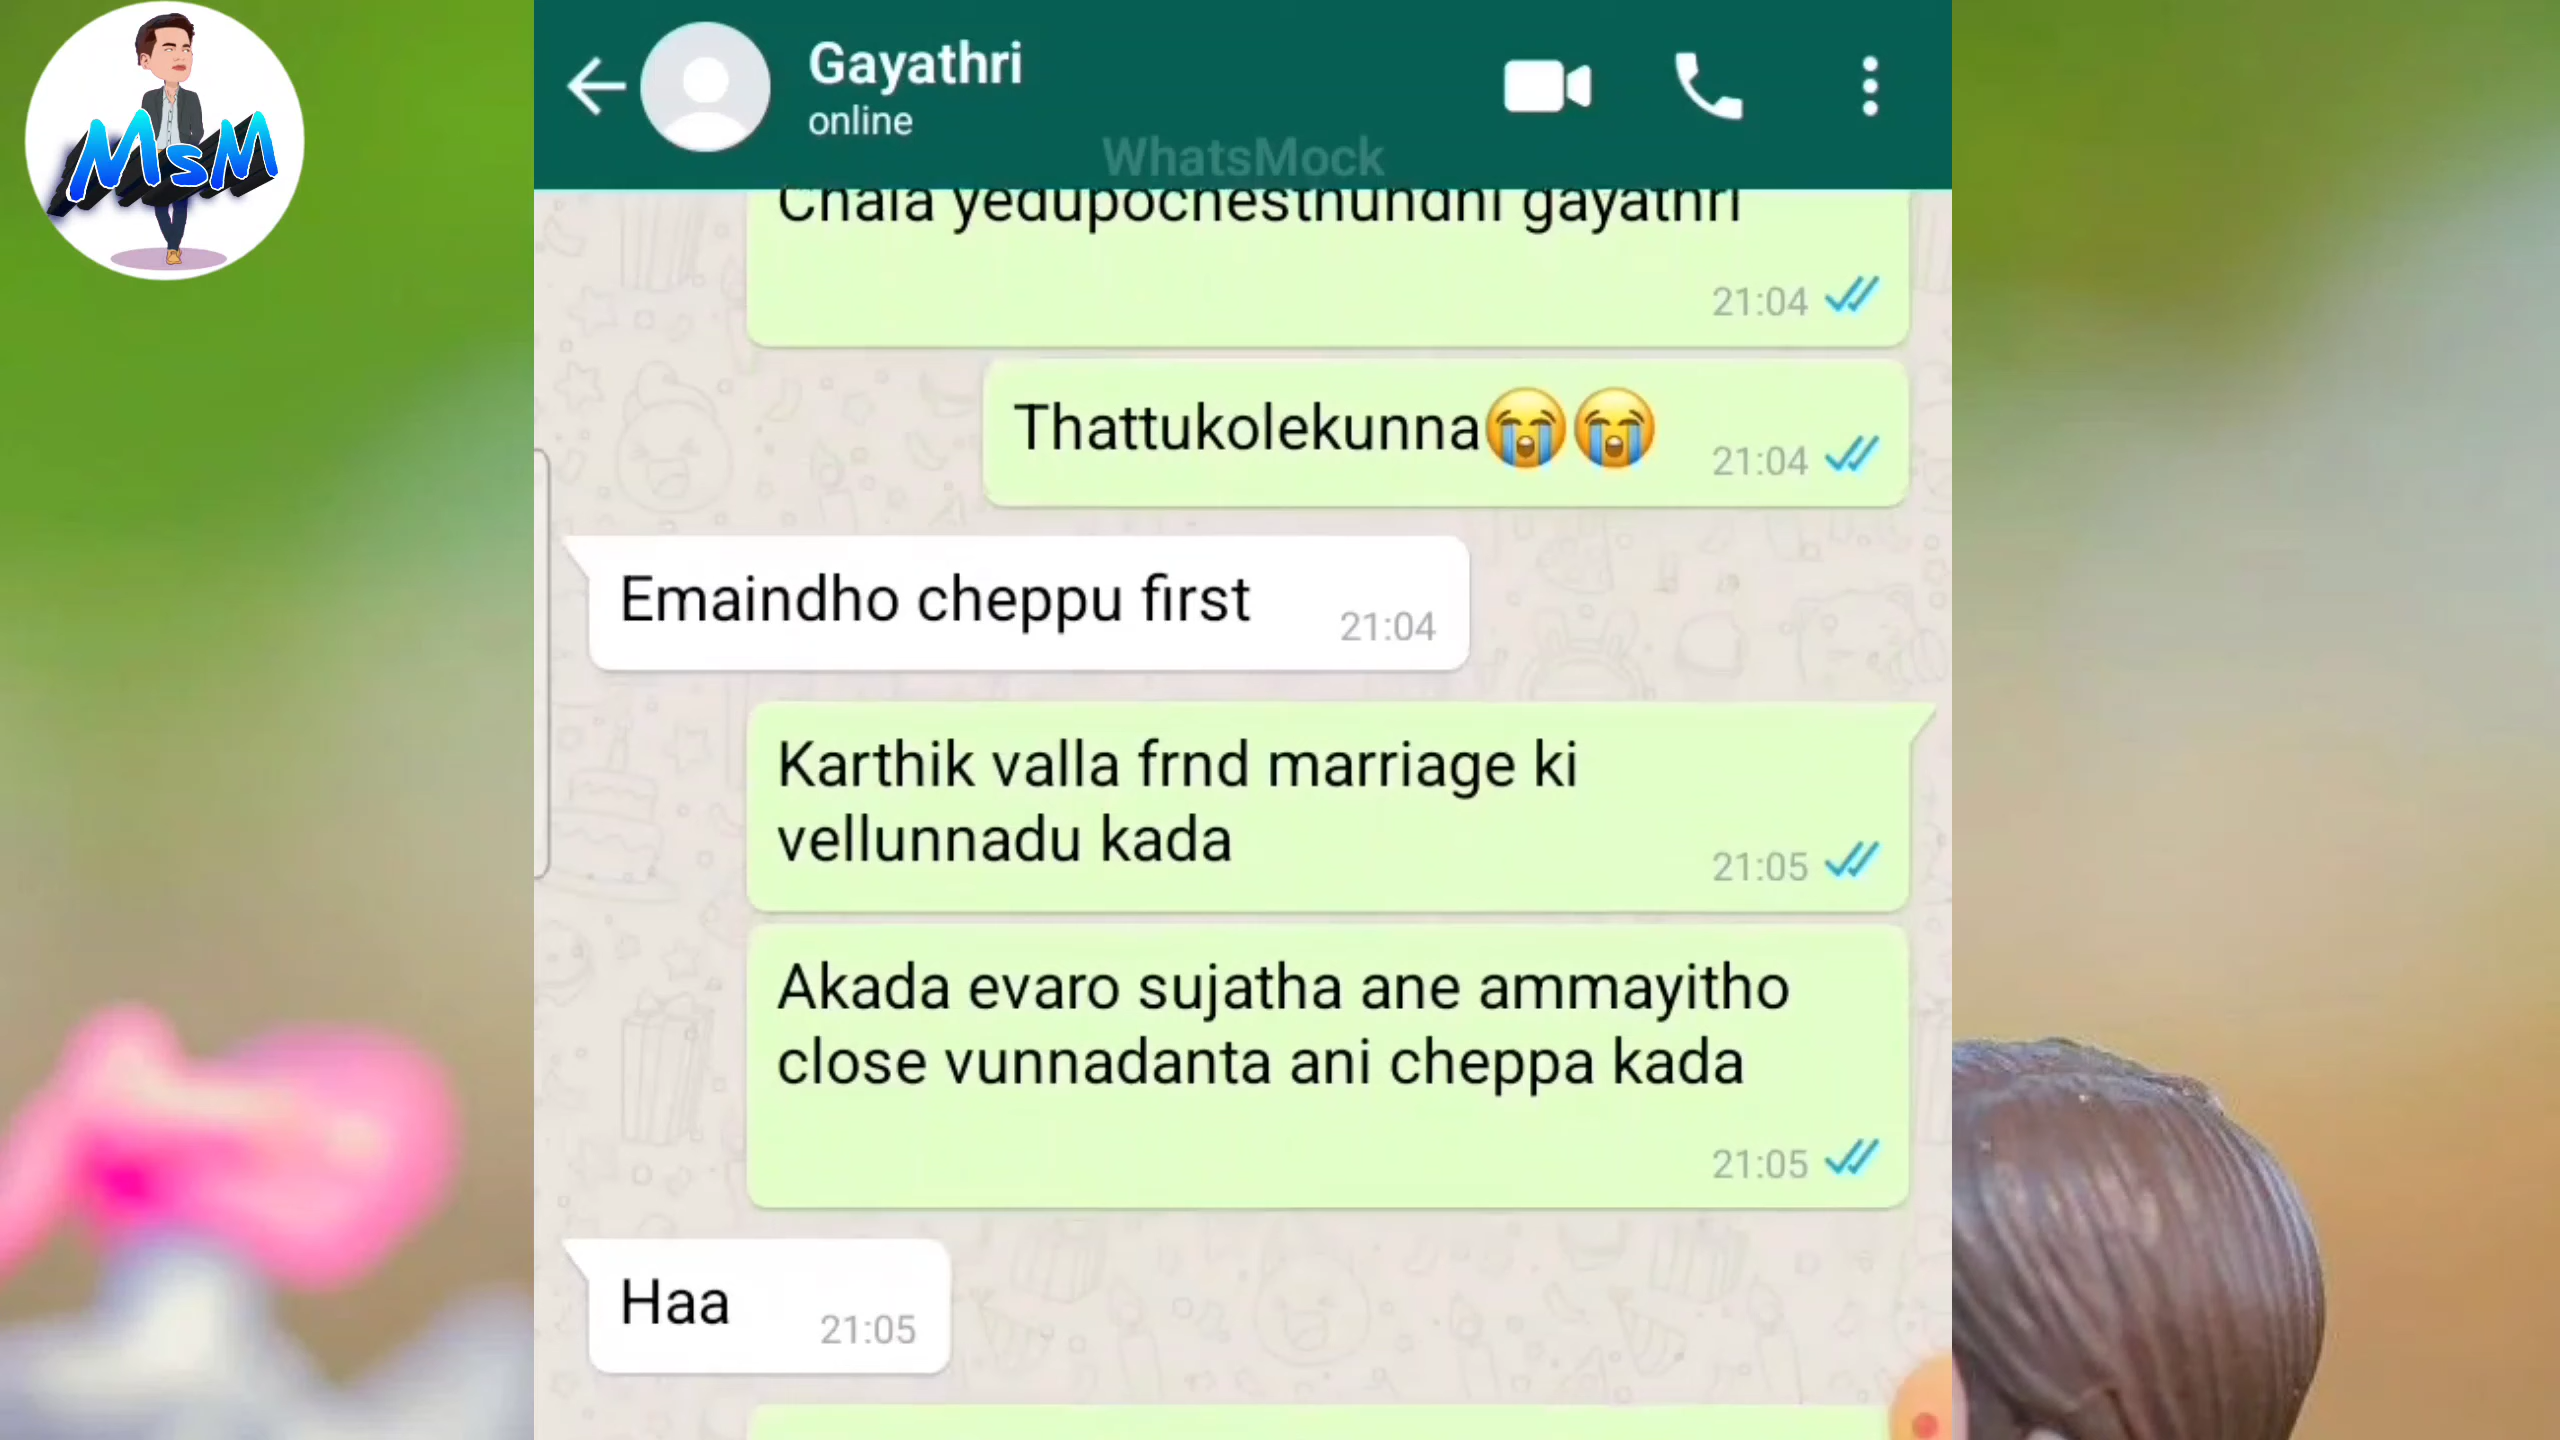 MsM
Gayathri
online
WhatsMock
Chala yedupochesthundhi gayathri
21:04
Thattukolekunna😭😭
21:04
Emaindho cheppu first
21:04
Karthik valla frnd marriage ki
vellunnadu kada
21:05
Akada evaro sujatha ane ammayitho
close vunnadanta ani cheppa kada
21:05
Haa
21:05